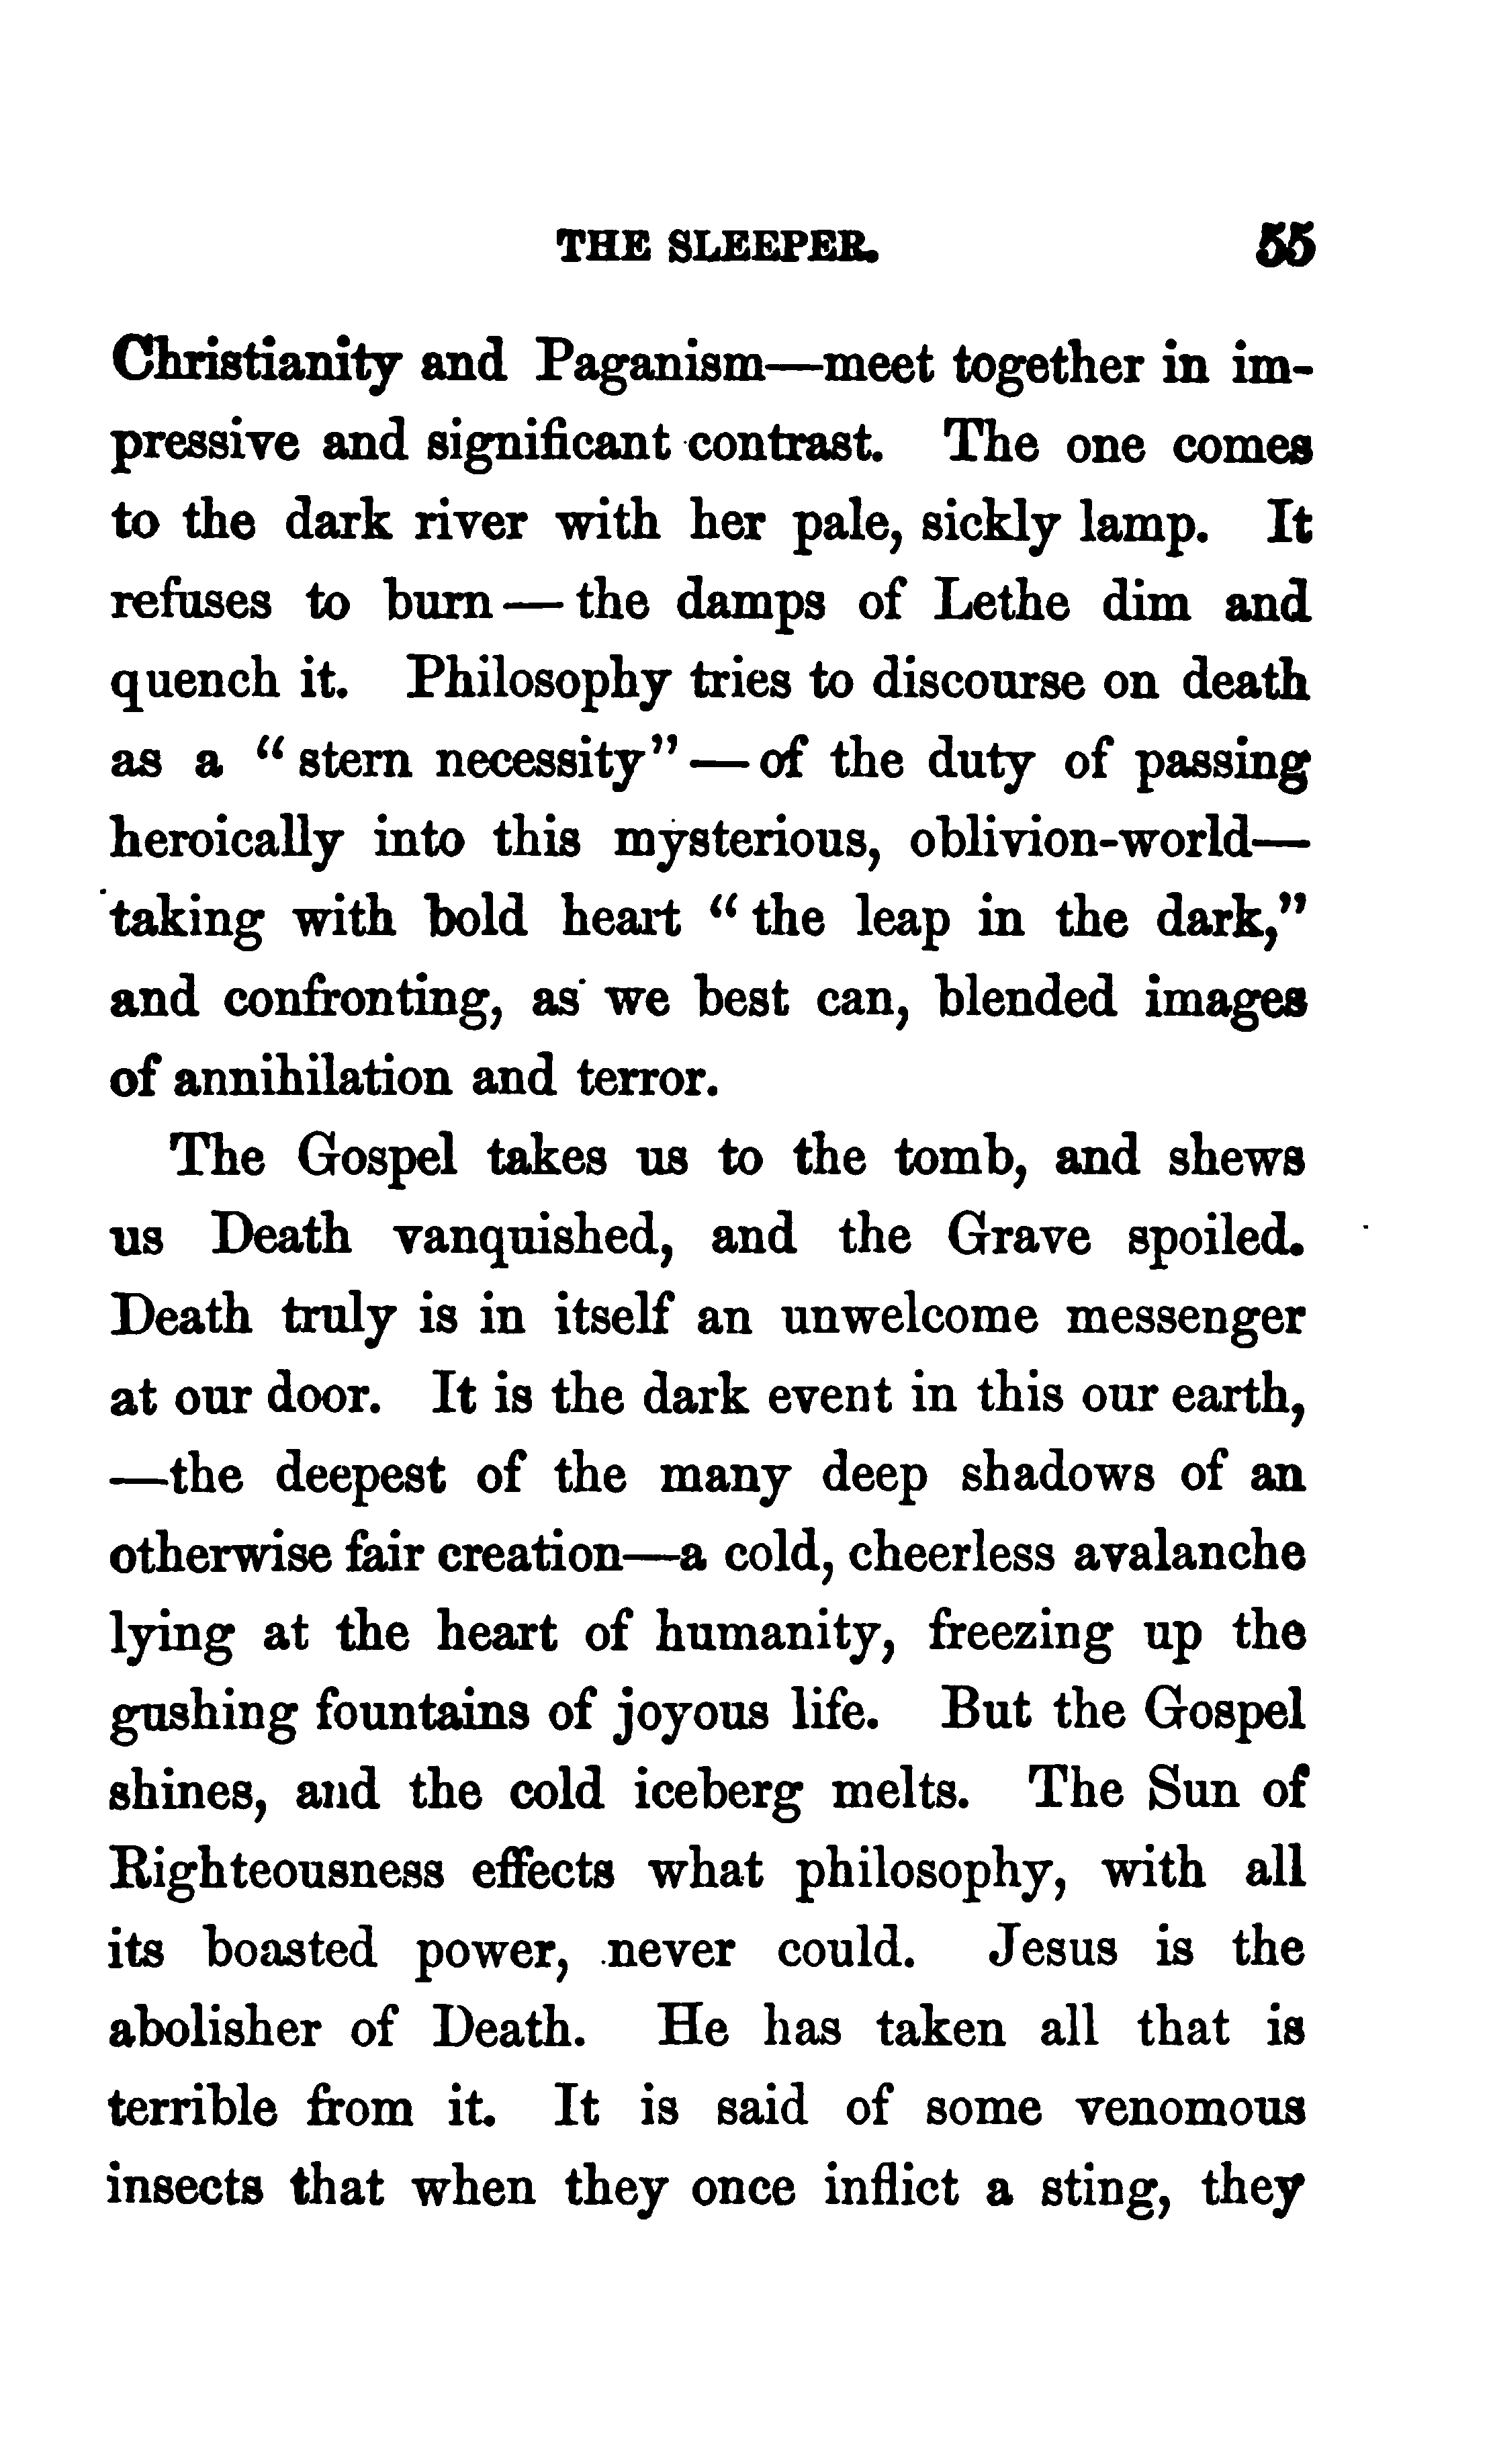 THE SLEEPER. 55
Christianity and Paganism—meet together in im-
pressive and significant contrast. The one comes
to the dark river with her pale, sickly lamp. It
refuses to burn — the damps of Lethe dim and
quench it. Philosophy tries to discourse on death
as a “ stern necessity” — of the duty of passing
heroically into this mysterious, oblivion-world—
taking with bold heart “ the leap in the dark,”
and confronting, as we best can, blended images
of annihilation and terror.
The Gospel takes us to the tomb, and shews
us Death vanquished, and the Grave spoiled.
Death truly is in itself an unwelcome messenger
at our door. It is the dark event in this our earth,
—the deepest of the many deep shadows of an
otherwise fair creation—a cold, cheerless avalanche
lying at the heart of humanity, freezing up the
gushing fountains of joyous life. But the Gospel
shines, and the cold iceberg melts. The Sun of
Righteousness effects what philosophy, with all
its boasted power, never could. Jesus is the
abolisher of Death. He has taken all that is
terrible from it. It is said of some venomous
insects that when they once inflict a sting, they